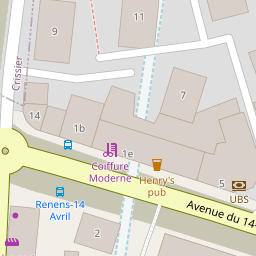 11
9
Crissier
7
14
1b
1e
Coiffure
Moderne
Henry's
pub
5
UBS
Renens-14
Avril
Avenue du 14-
2